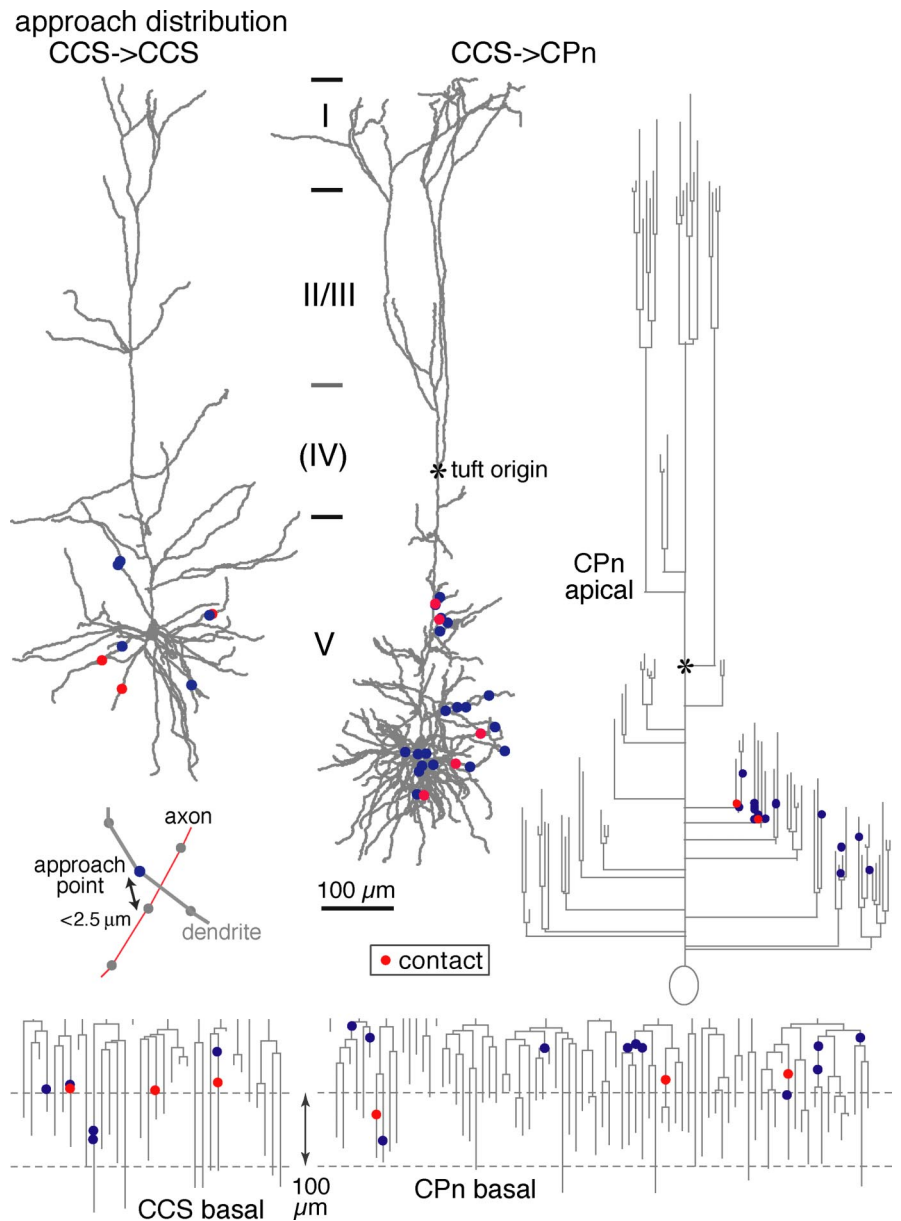 approach distribution
CCS->CCS
CCS->CPn
I
II/III
(IV)
* tuft origin
CPn
apical
*
V
axon
approach
point
<2.5 µm
dendrite
100 µm
contact
100
µm
CCS basal
CPn basal